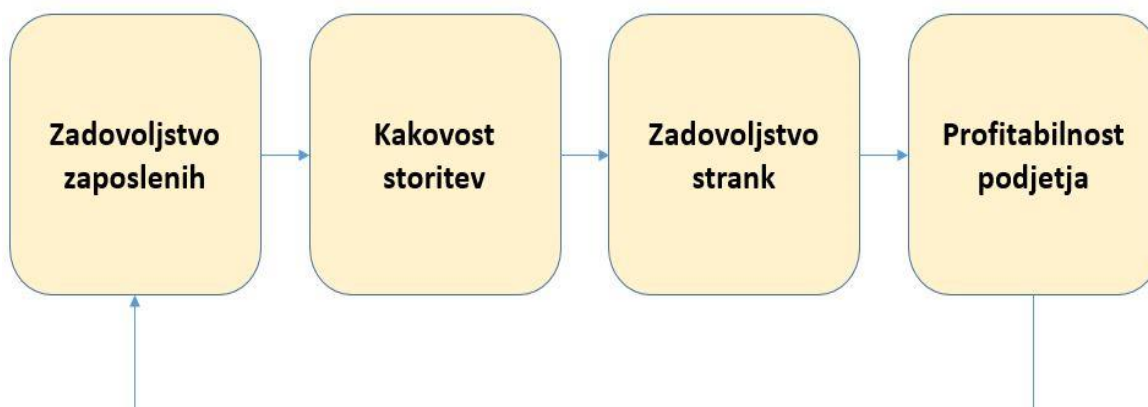 Zadovoljstvo
zaposlenih
Kakovost
storitev
Zadovoljstvo
strank
Profitabilnost
podjetja